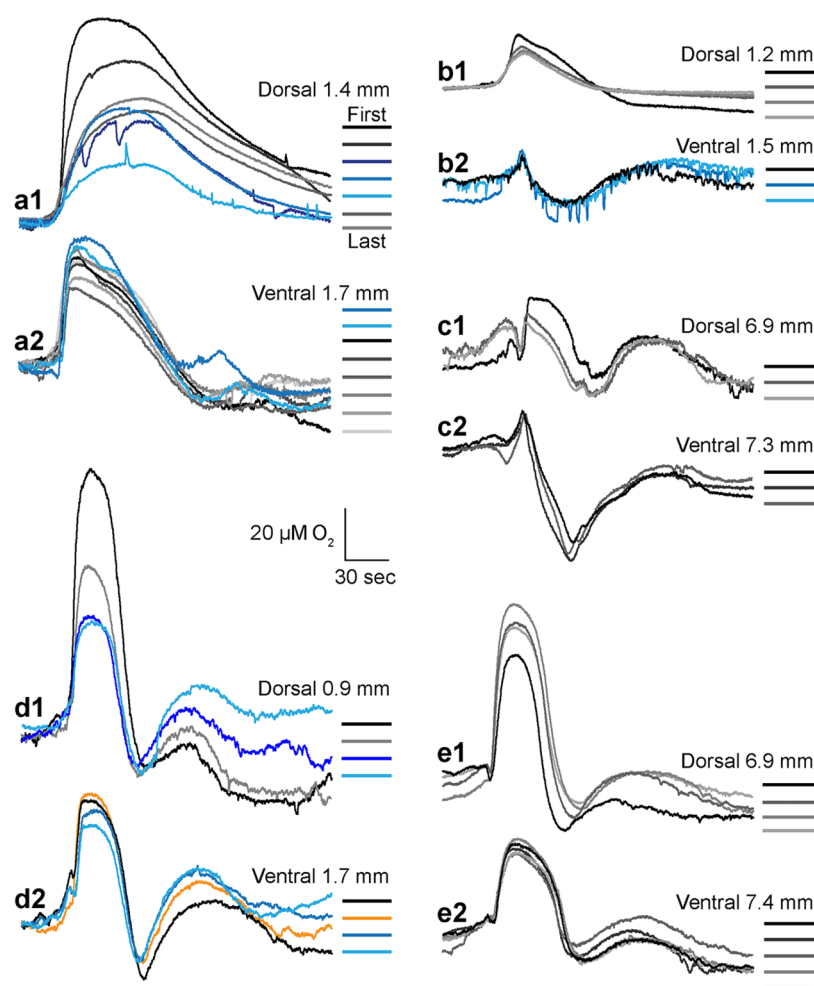 a1
Dorsal 1.4 mm
First
Last
a2
Ventral 1.7 mm
b1
Dorsal 1.2 mm
b2
Ventral 1.5 mm
c1
Dorsal 6.9 mm
c2
Ventral 7.3 mm
20 µM O₂
30 sec
d1
Dorsal 0.9 mm
d2
Ventral 1.7 mm
e1
Dorsal 6.9 mm
e2
Ventral 7.4 mm